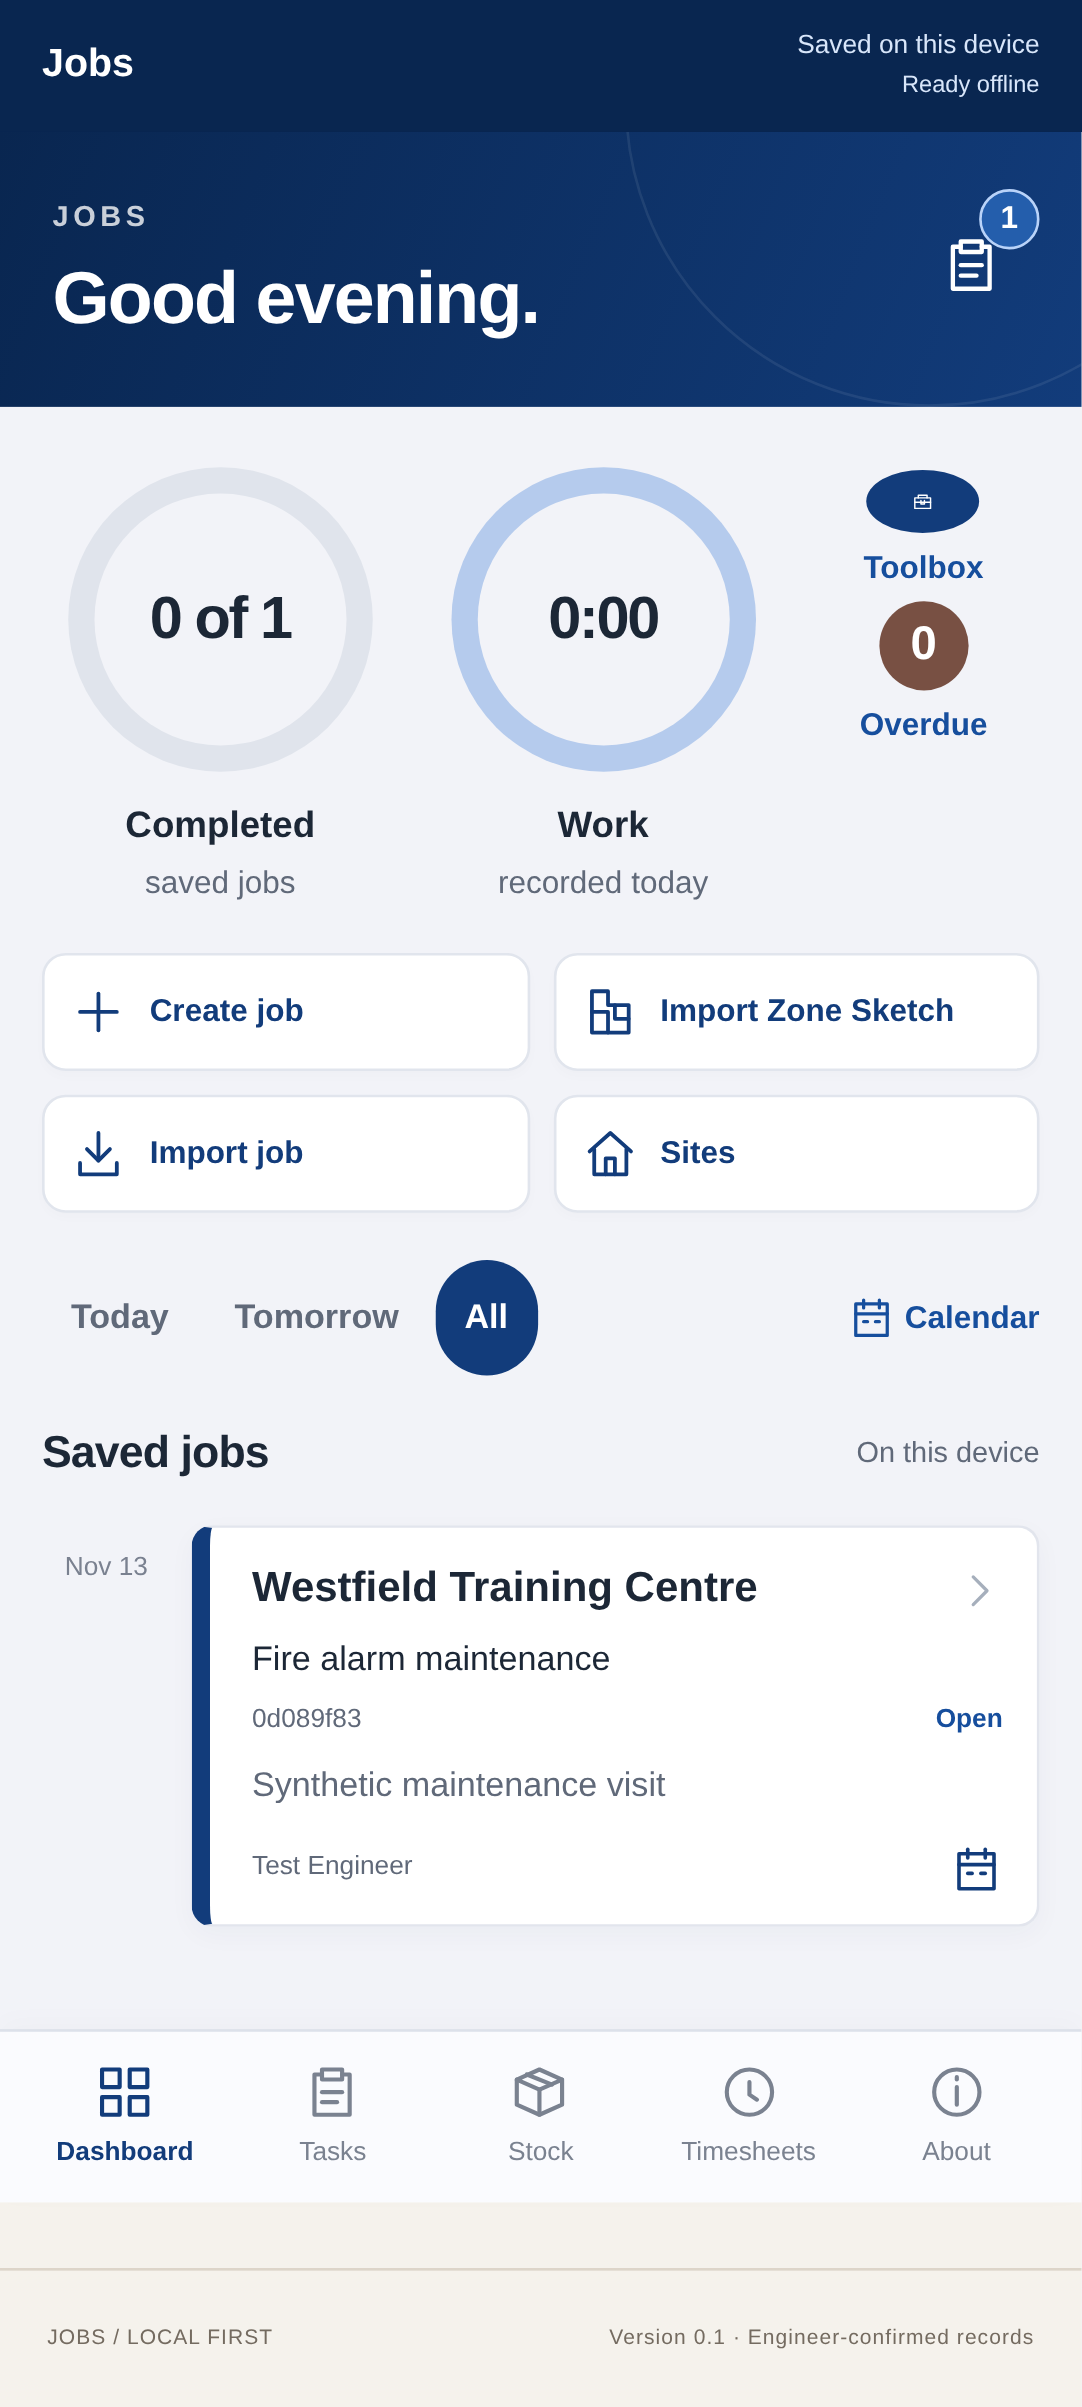 Jobs
Saved on this device
Ready offline
JOBS
Good evening.
1
0 of 1
Completed
saved jobs
0:00
Work
recorded today
Toolbox
0
Overdue
Create job
Import Zone Sketch
Import job
Sites
Today
Tomorrow
All
Calendar
Saved jobs
On this device
Nov 13
Westfield Training Centre
Fire alarm maintenance
0d089f83
Open
Synthetic maintenance visit
Test Engineer
Dashboard
Tasks
Stock
Timesheets
About
JOBS / LOCAL FIRST
Version 0.1 · Engineer-confirmed records